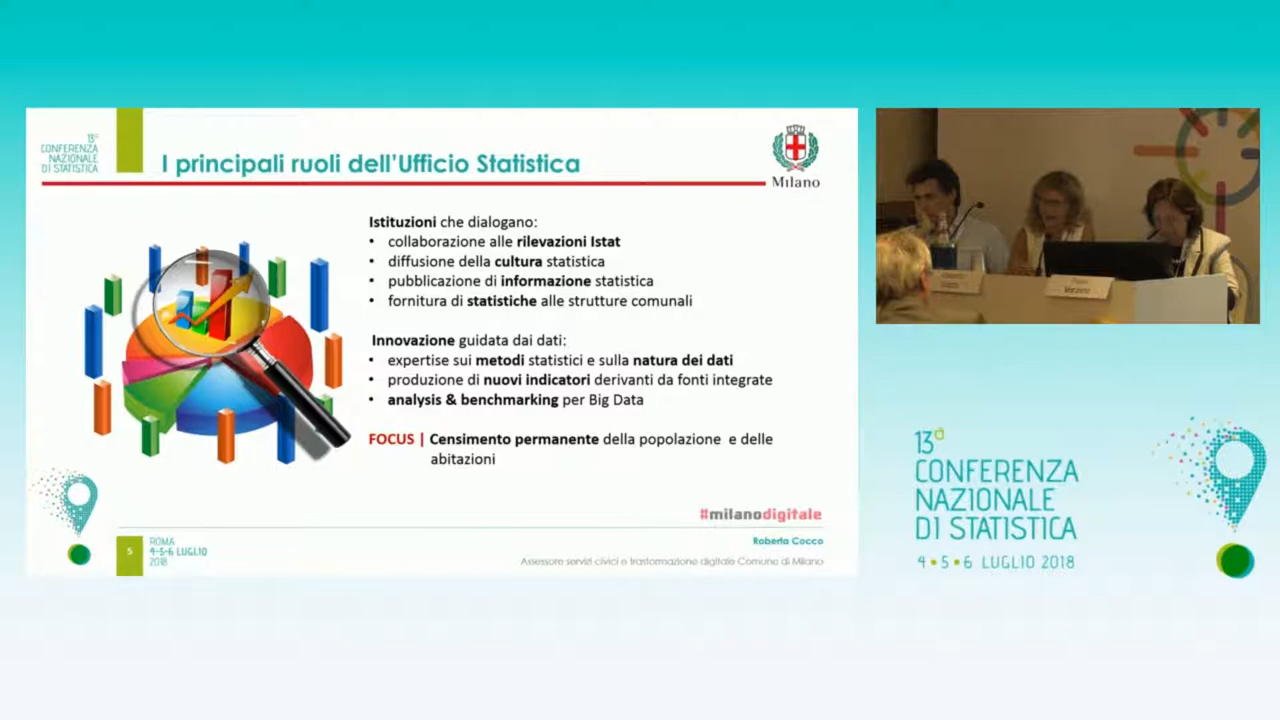 13ª
CONFERENZA
NAZIONALE
DI STATISTICA
I principali ruoli dell'Ufficio Statistica
Milano
Istituzioni che dialogano:
• collaborazione alle rilevazioni Istat
• diffusione della cultura statistica
• pubblicazione di informazione statistica
• fornitura di statistiche alle strutture comunali
Innovazione guidata dai dati:
• expertise sui metodi statistici e sulla natura dei dati
• produzione di nuovi indicatori derivanti da fonti integrate
• analysis & benchmarking per Big Data
FOCUS | Censimento permanente della popolazione e delle
abitazioni
#milanodigitale
Roberta Cocco
Assessore servizi civici e trasformazione digitale Comune di Milano
5
ROMA
4-5-6 LUGLIO
2018
13ª
CONFERENZA
NAZIONALE
DI STATISTICA
4 • 5 • 6 LUGLIO 2018